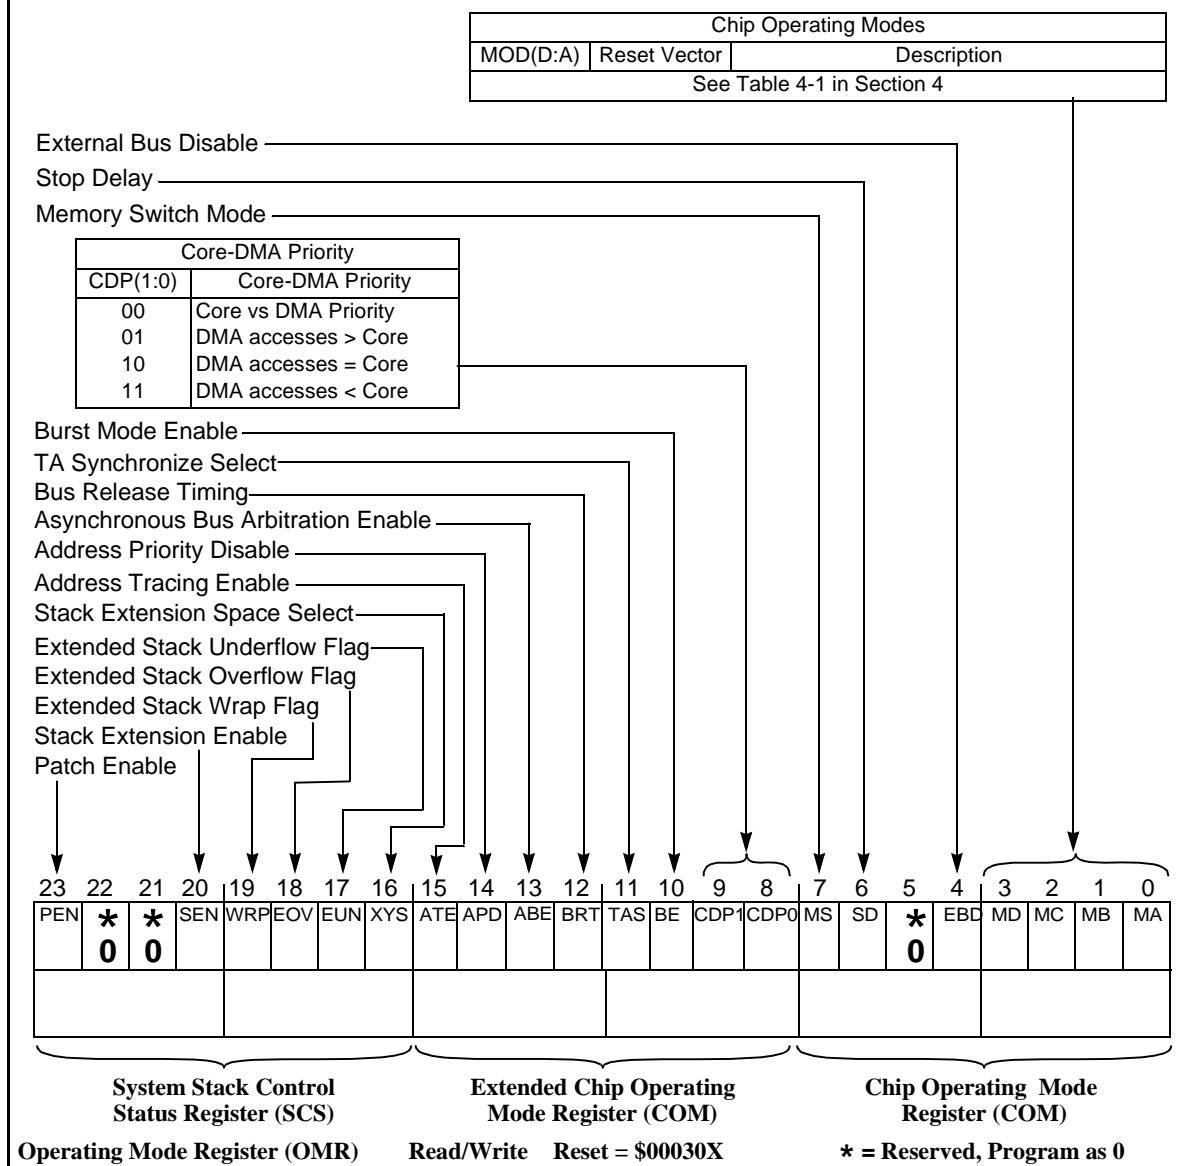 Chip Operating Modes
MOD(D:A) Reset Vector Description
See Table 4-1 in Section 4
External Bus Disable
Stop Delay
Memory Switch Mode
Core-DMA Priority
CDP(1:0) Core-DMA Priority
00 Core vs DMA Priority
01 DMA accesses > Core
10 DMA accesses = Core
11 DMA accesses < Core
Burst Mode Enable
TA Synchronize Select
Bus Release Timing
Asynchronous Bus Arbitration Enable
Address Priority Disable
Address Tracing Enable
Stack Extension Space Select
Extended Stack Underflow Flag
Extended Stack Overflow Flag
Extended Stack Wrap Flag
Stack Extension Enable
Patch Enable
23 22 21 20 19 18 17 16 15 14 13 12 11 10 9 8 7 6 5 4 3 2 1 0
PEN * * SEN WRP EOV EUN XYS ATE APD ABE BRT TAS BE CDP1 CDP0 MS SD * EBD MD MC MB MA
0 0 0
System Stack Control Extended Chip Operating Chip Operating Mode
Status Register (SCS) Mode Register (COM) Register (COM)
Operating Mode Register (OMR) Read/Write Reset = $00030X * = Reserved, Program as 0